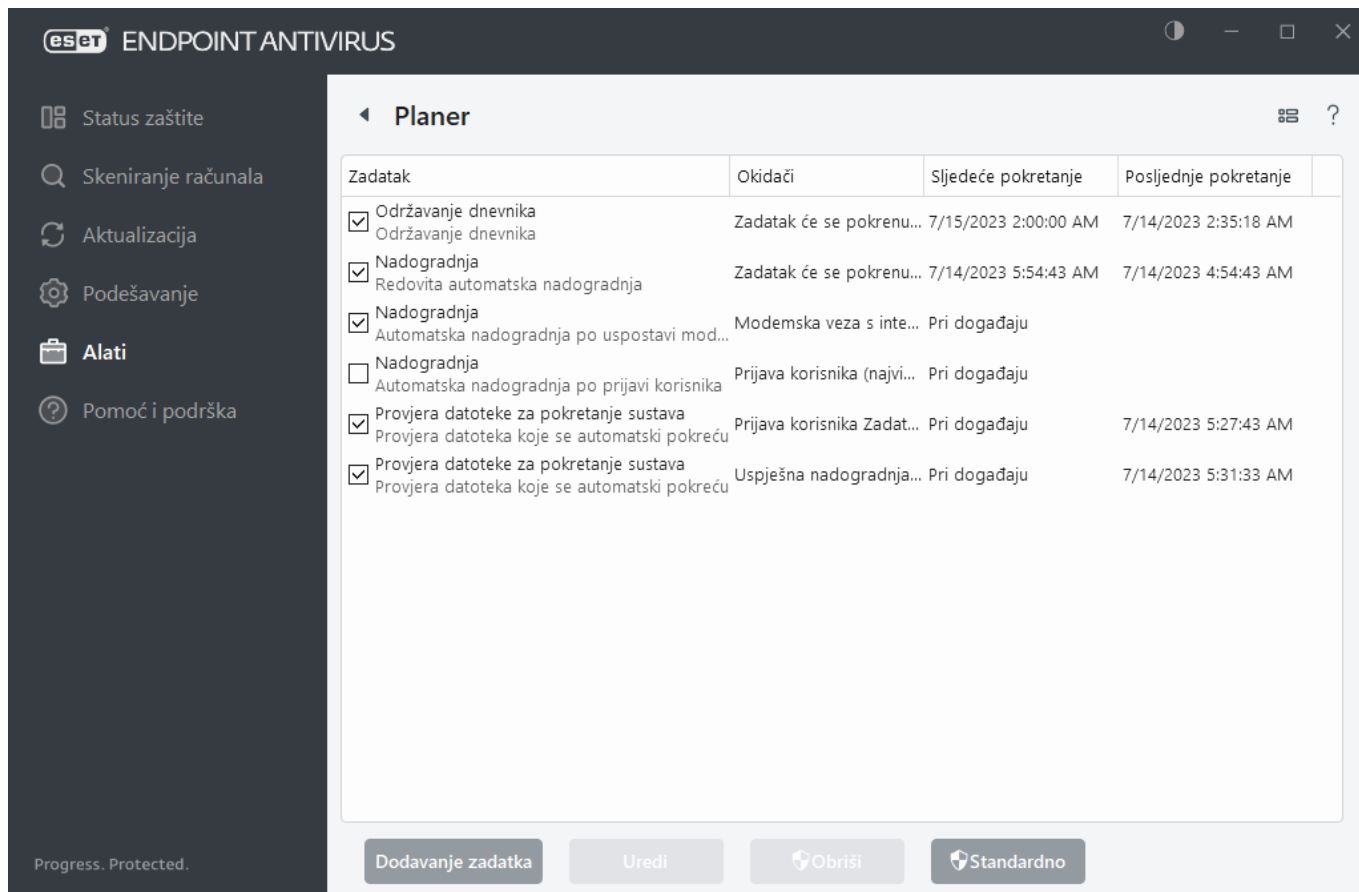 eset ENDPOINT ANTIVIRUS
Status zaštite
Skeniranje računala
Aktualizacija
Podešavanje
Alati
Pomoć i podrška
Progress. Protected.
Planer
?
Zadatak Okidači Sljedeće pokretanje Posljednje pokretanje
Održavanje dnevnika
Održavanje dnevnika
Zadatak će se pokrenu... 7/15/2023 2:00:00 AM 7/14/2023 2:35:18 AM
Nadogradnja
Redovita automatska nadogradnja
Zadatak će se pokrenu... 7/14/2023 5:54:43 AM 7/14/2023 4:54:43 AM
Nadogradnja
Automatska nadogradnja po uspostavi mod...
Modemska veza s inte... Pri događaju
Nadogradnja
Automatska nadogradnja po prijavi korisnika
Prijava korisnika (najvi... Pri događaju
Provjera datoteke za pokretanje sustava
Provjera datoteka koje se automatski pokreću
Prijava korisnika Zadat... Pri događaju 7/14/2023 5:27:43 AM
Provjera datoteke za pokretanje sustava
Provjera datoteka koje se automatski pokreću
Uspješna nadogradnja... Pri događaju 7/14/2023 5:31:33 AM
Dodavanje zadatka Uredi Obriši Standardno